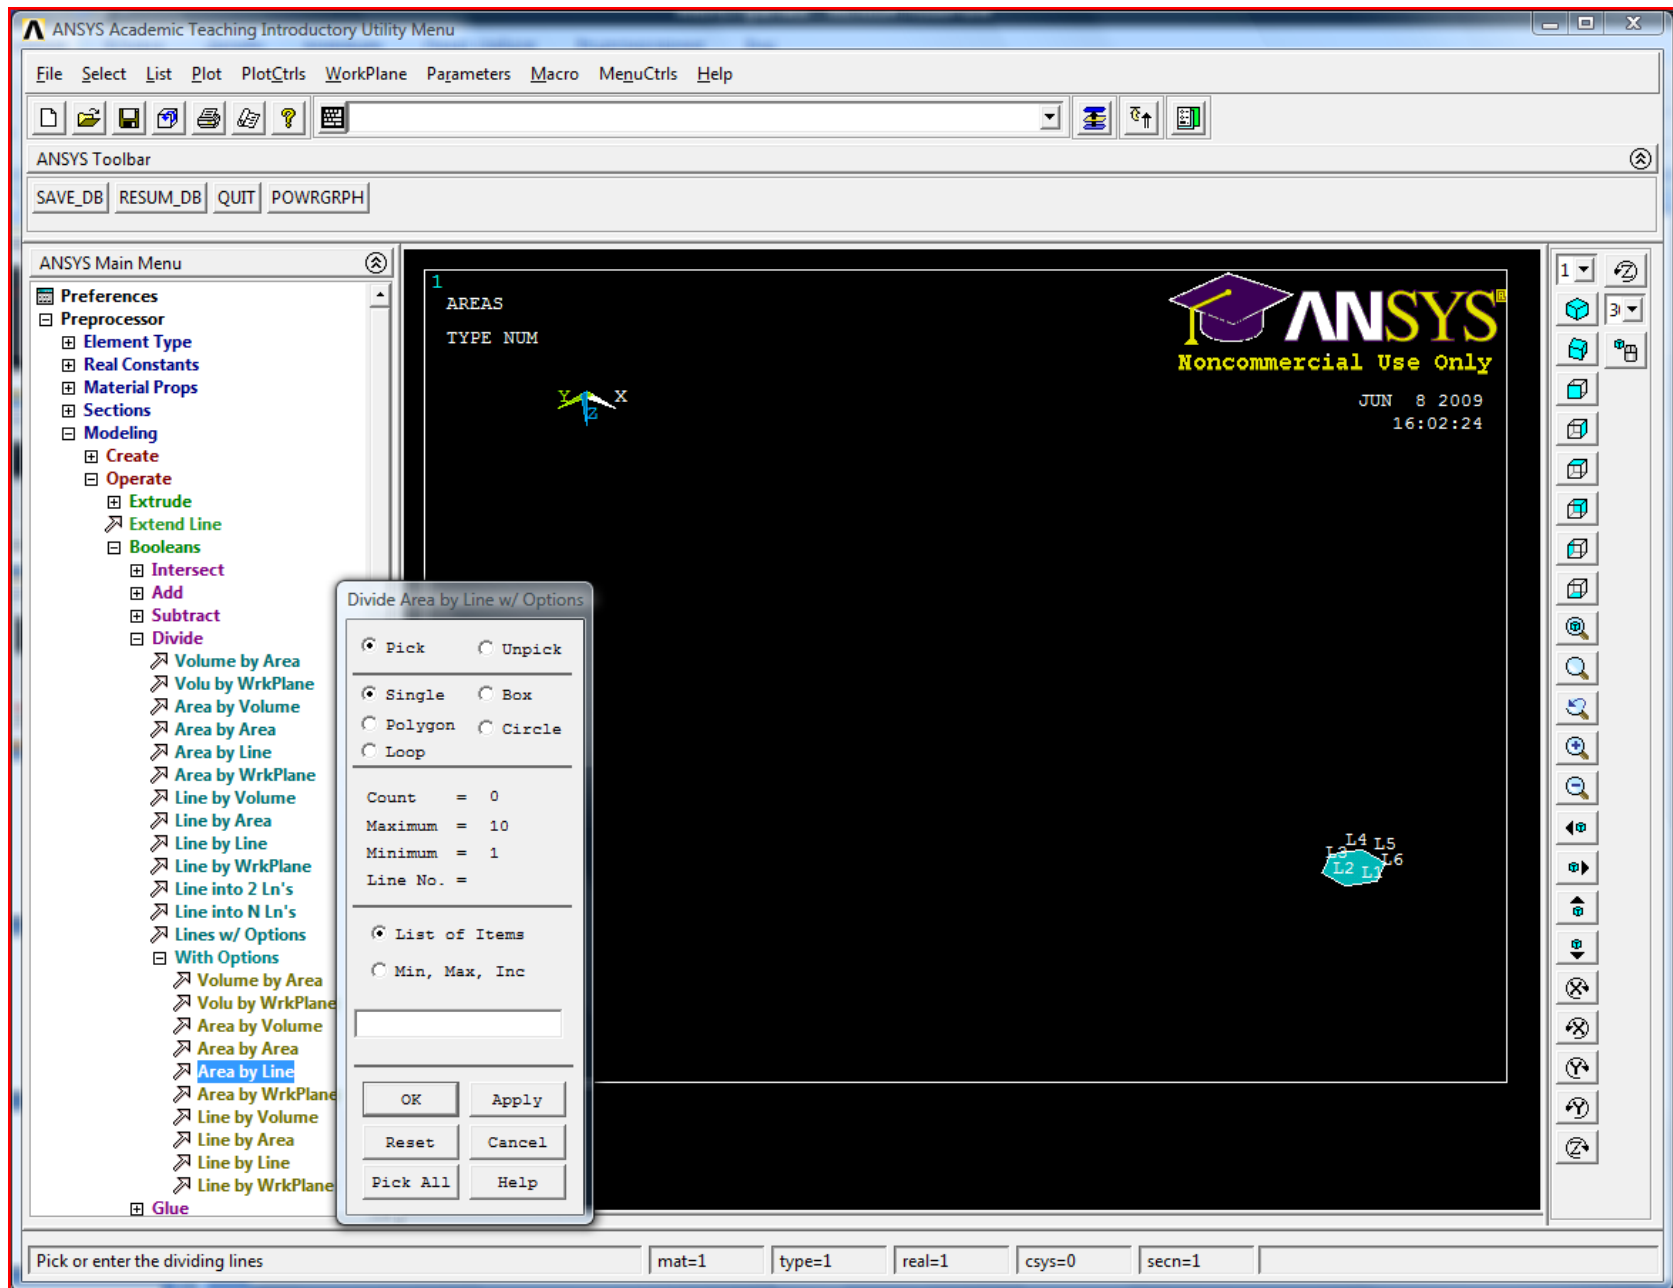 ANSYS Academic Teaching Introductory Utility Menu
File Select List Plot PlotCtrls WorkPlane Parameters Macro MenuCtrls Help
ANSYS Toolbar
SAVE_DB RESUM_DB QUIT POWRGRPH
ANSYS Main Menu
Preferences
Preprocessor
Element Type
Real Constants
Material Props
Sections
Modeling
Create
Operate
Extrude
Extend Line
Booleans
Intersect
Add
Subtract
Divide
Volume by Area
Volu by WrkPlane
Area by Volume
Area by Area
Area by Line
Area by WrkPlane
Line by Volume
Line by Area
Line by Line
Line by WrkPlane
Line into 2 Ln's
Line into N Ln's
Lines w/ Options
With Options
Volume by Area
Volu by WrkPlane
Area by Volume
Area by Area
Area by Line
Area by WrkPlane
Line by Volume
Line by Area
Line by Line
Line by WrkPlane
Glue
Divide Area by Line w/ Options
Pick Unpick
Single Box
Polygon Circle
Loop
Count = 0
Maximum = 10
Minimum = 1
Line No. =
List of Items
Min, Max, Inc
OK Apply
Reset Cancel
Pick All Help
1
AREAS
TYPE NUM
Y X
Z
ANSYS®
Noncommercial Use Only
JUN 8 2009
16:02:24
L4 L5
L3 L6
L2 L1
1
Pick or enter the dividing lines mat=1 type=1 real=1 csys=0 secn=1